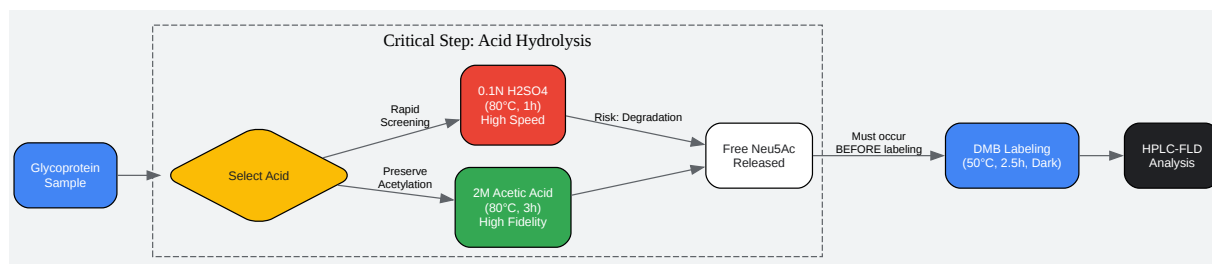 Critical Step: Acid Hydrolysis
Glycoprotein
Sample
Select Acid
Rapid
Screening
0.1N H2SO4
(80°C, 1h)
High Speed
Risk: Degradation
Preserve
Acetylation
2M Acetic Acid
(80°C, 3h)
High Fidelity
Free Neu5Ac
Released
Must occur
BEFORE labeling
DMB Labeling
(50°C, 2.5h, Dark)
HPLC-FLD
Analysis